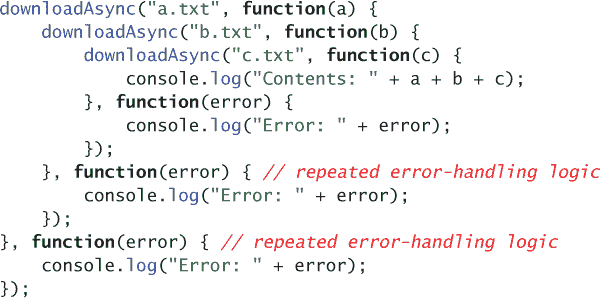 downloadAsync("a.txt", function(a) {
    downloadAsync("b.txt", function(b) {
        downloadAsync("c.txt", function(c) {
            console.log("Contents: " + a + b + c);
        }, function(error) {
            console.log("Error: " + error);
        });
    }, function(error) { // repeated error-handling logic
        console.log("Error: " + error);
    });
}, function(error) { // repeated error-handling logic
    console.log("Error: " + error);
});